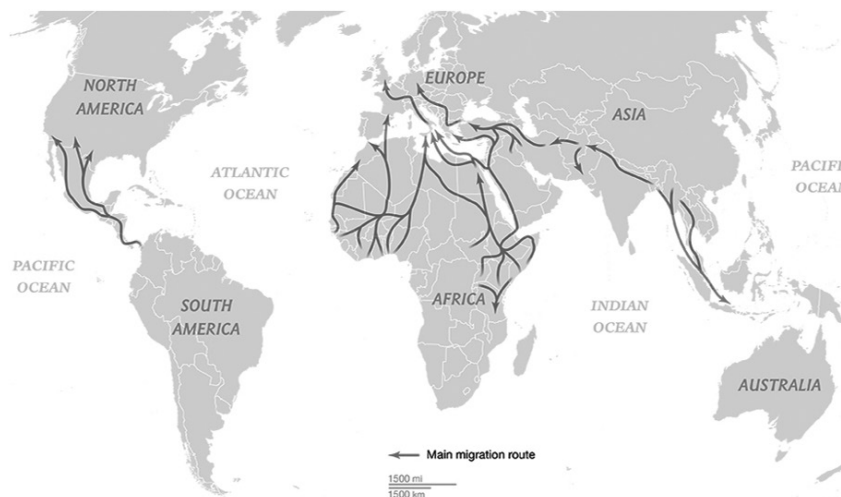 NORTH
AMERICA
EUROPE
ASIA
ATLANTIC
OCEAN
PACIFIC
OCEAN
SOUTH
AMERICA
AFRICA
INDIAN
OCEAN
PACIFIC
OCEAN
AUSTRALIA
Main migration route
1500 mi
1500 km